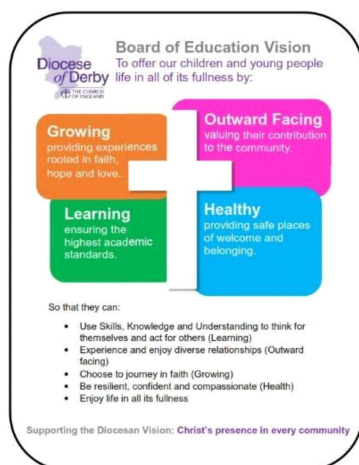 Diocese
of Derby
THE CHURCH
OF ENGLAND
Board of Education Vision
To offer our children and young people
life in all of its fullness by:
Growing
providing experiences
rooted in faith,
hope and love.
Outward Facing
valuing their contribution
to the community.
Learning
ensuring the
highest academic
standards.
Healthy
providing safe places
of welcome and
belonging.
So that they can:
• Use Skills, Knowledge and Understanding to think for
themselves and act for others (Learning)
• Experience and enjoy diverse relationships (Outward
facing)
• Choose to journey in faith (Growing)
• Be resilient, confident and compassionate (Health)
• Enjoy life in all its fullness
Supporting the Diocesan Vision: Christ's presence in every community